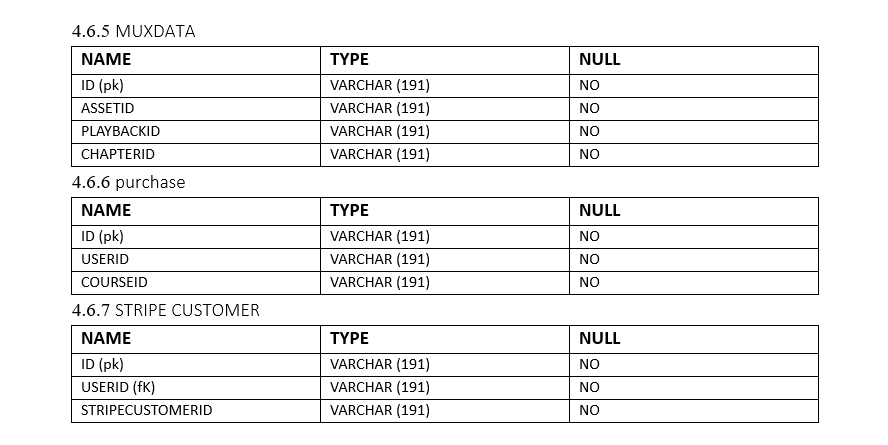 4.6.5 MUXDATA
NAME TYPE NULL
ID (pk) VARCHAR (191) NO
ASSETID VARCHAR (191) NO
PLAYBACKID VARCHAR (191) NO
CHAPTERID VARCHAR (191) NO
4.6.6 purchase
NAME TYPE NULL
ID (pk) VARCHAR (191) NO
USERID VARCHAR (191) NO
COURSEID VARCHAR (191) NO
4.6.7 STRIPE CUSTOMER
NAME TYPE NULL
ID (pk) VARCHAR (191) NO
USERID (fK) VARCHAR (191) NO
STRIPECUSTOMERID VARCHAR (191) NO